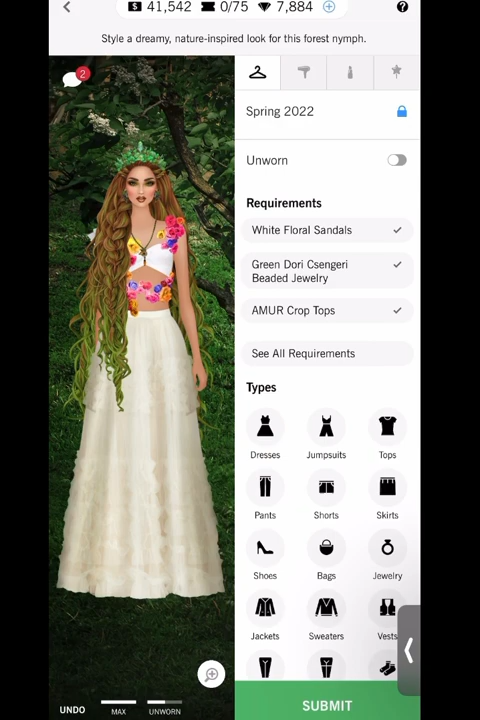 41,542 0/75 7,884
Style a dreamy, nature-inspired look for this forest nymph.
2
Spring 2022
Unworn
Requirements
White Floral Sandals
Green Dori Csengeri
Beaded Jewelry
AMUR Crop Tops
See All Requirements
Types
Dresses Jumpsuits Tops
Pants Shorts Skirts
Shoes Bags Jewelry
Jackets Sweaters Vests
UNDO MAX UNWORN
SUBMIT